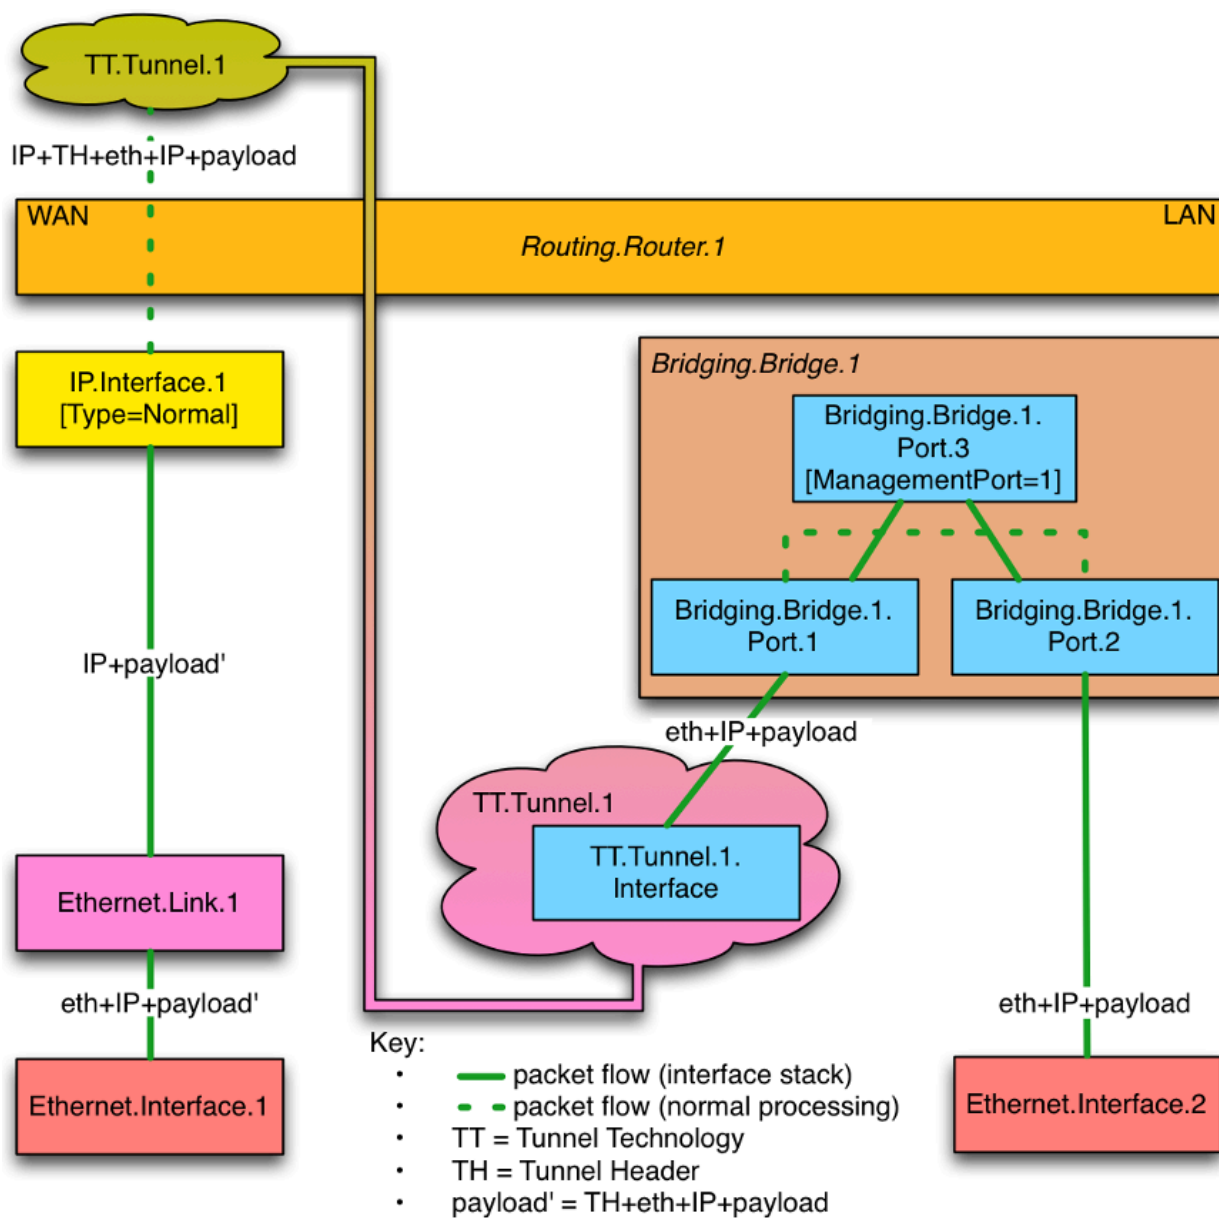 TT.Tunnel.1
IP+TH+eth+IP+payload
WAN
LAN
Routing.Router.1
IP.Interface.1
[Type=Normal]
Bridging.Bridge.1
Bridging.Bridge.1.
Port.3
[ManagementPort=1]
Bridging.Bridge.1.
Port.1
Bridging.Bridge.1.
Port.2
IP+payload'
eth+IP+payload
TT.Tunnel.1
TT.Tunnel.1.
Interface
Ethernet.Link.1
eth+IP+payload'
eth+IP+payload
Ethernet.Interface.1
Ethernet.Interface.2
Key:
• packet flow (interface stack)
• packet flow (normal processing)
• TT = Tunnel Technology
• TH = Tunnel Header
• payload' = TH+eth+IP+payload